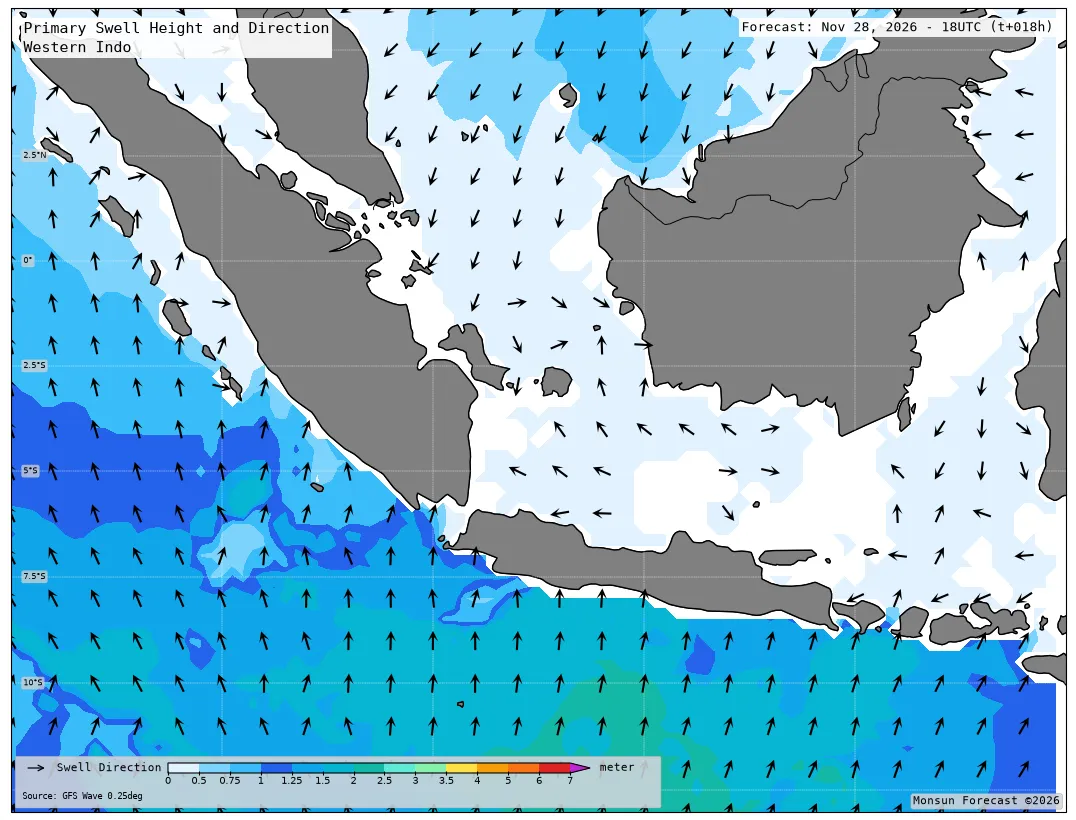 Primary Swell Height and Direction
Western Indo
Forecast: Nov 28, 2026 - 18UTC (t+018h)
2.5°N
0°
2.5°S
5°S
7.5°S
10°S
Swell Direction
0 0.5 0.75 1 1.25 1.5 2 2.5 3 3.5 4 5 6 7
meter
Source: GFS Wave 0.25deg
Monsun Forecast ©2026